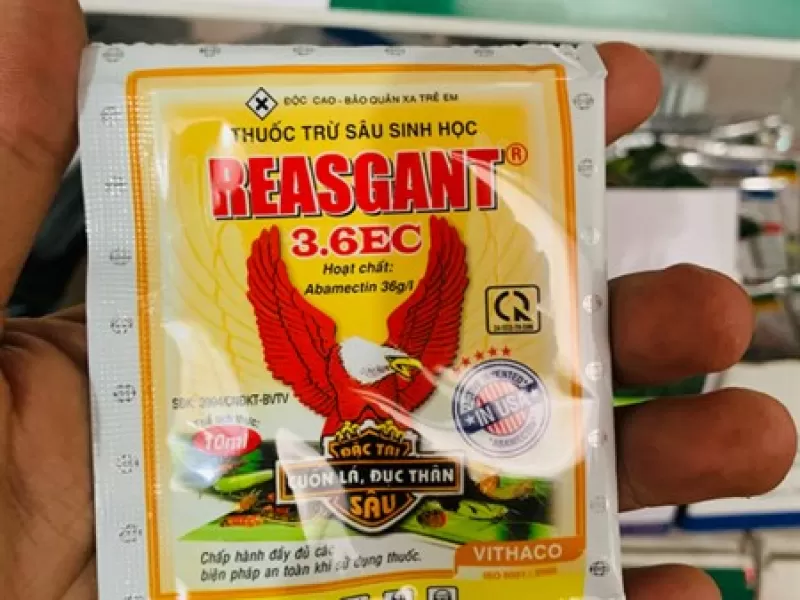 ĐỘC CAO - BẢO QUẢN XA TRẺ EM
THUỐC TRỪ SÂU SINH HỌC
REASGANT®
3.6EC
Hoạt chất:
Abamectin 36g/l
CR
10ml
IN USA
ĐẶC TRỊ
CUỐN LÁ, ĐỤC THÂN
SÂU
Chấp hành đầy đủ các
biện pháp an toàn khi sử dụng thuốc.
VITHACO